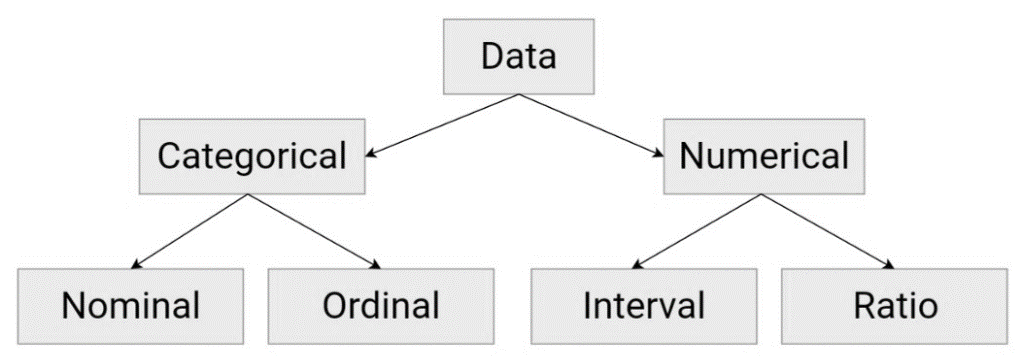 Data
Categorical
Numerical
Nominal
Ordinal
Interval
Ratio